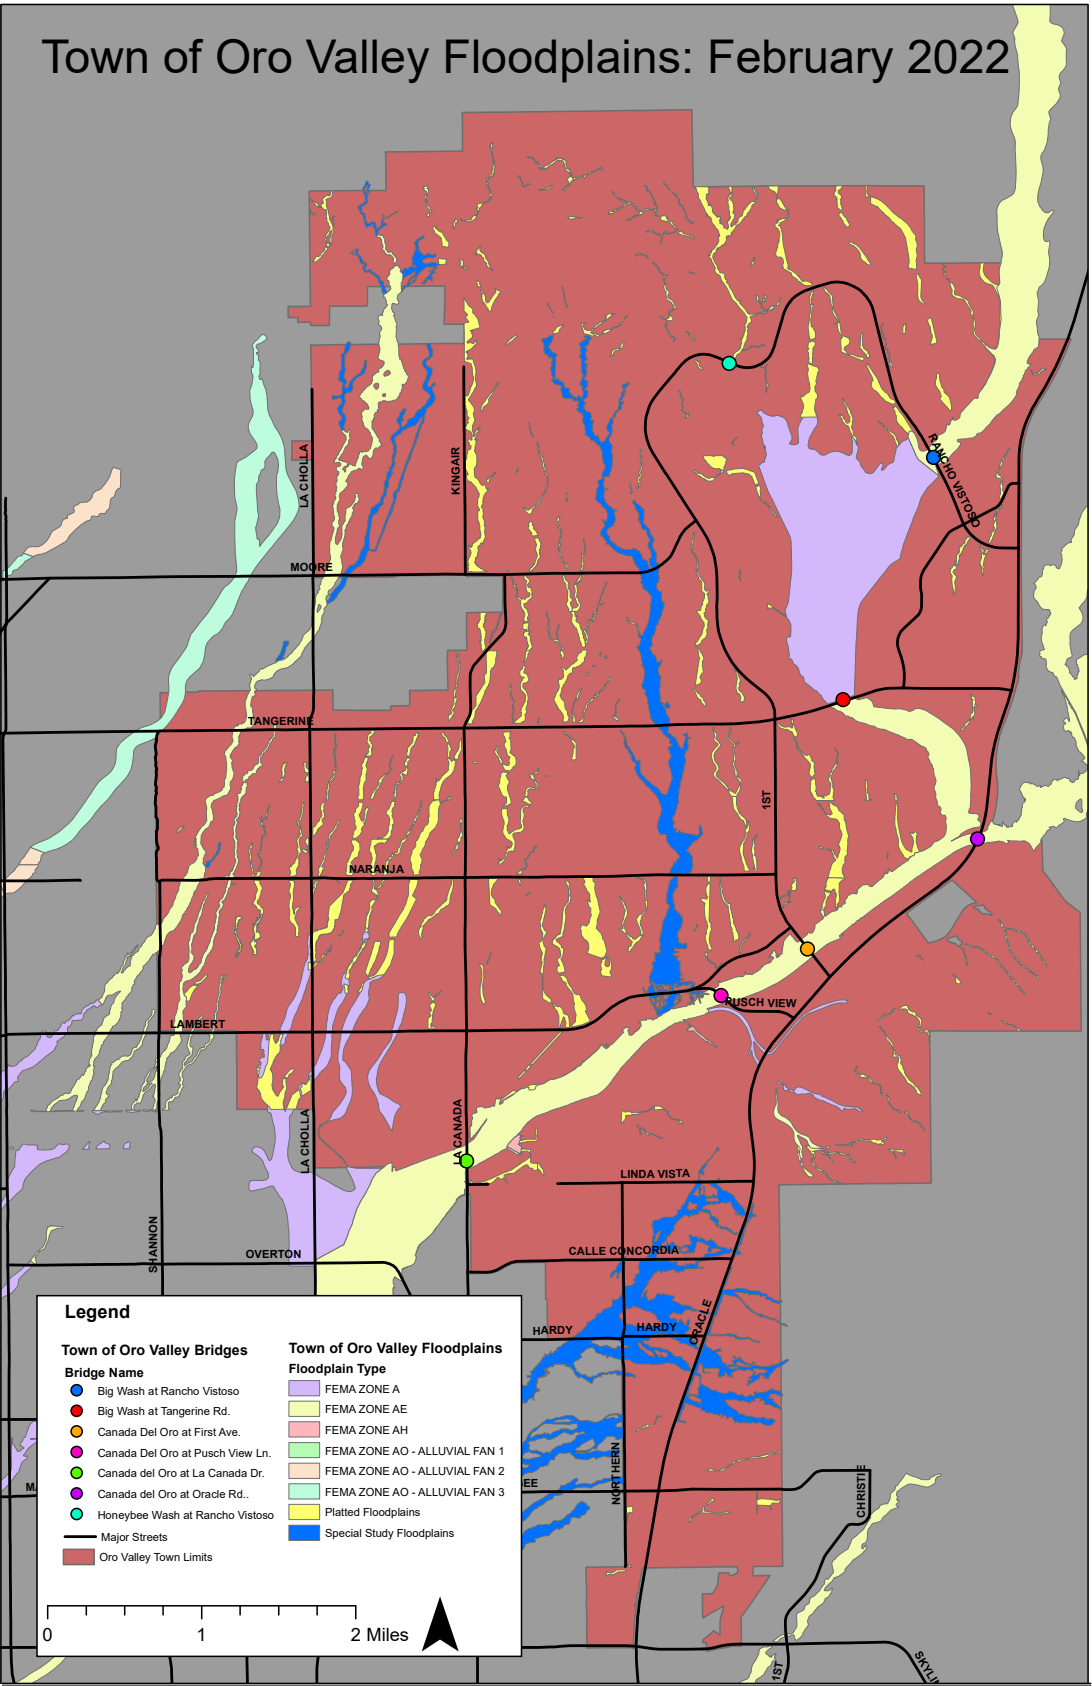 Town of Oro Valley Floodplains: February 2022
LA CHOLLA
KINGAIR
RANCHO VISTOSO
MOORE
TANGERINE
1ST
NARANJA
PUSCH VIEW
LAMBERT
LA CHOLLA
LA CANADA
LINDA VISTA
SHANNON
OVERTON
CALLE CONCORDIA
HARDY
HARDY
ORACLE
NORTHERN
EE
M
CHRISTIE
1ST
SKYLI
Legend
Town of Oro Valley Bridges
Bridge Name
Big Wash at Rancho Vistoso
Big Wash at Tangerine Rd.
Canada Del Oro at First Ave.
Canada Del Oro at Pusch View Ln.
Canada del Oro at La Canada Dr.
Canada del Oro at Oracle Rd..
Honeybee Wash at Rancho Vistoso
Major Streets
Oro Valley Town Limits
Town of Oro Valley Floodplains
Floodplain Type
FEMA ZONE A
FEMA ZONE AE
FEMA ZONE AH
FEMA ZONE AO - ALLUVIAL FAN 1
FEMA ZONE AO - ALLUVIAL FAN 2
FEMA ZONE AO - ALLUVIAL FAN 3
Platted Floodplains
Special Study Floodplains
0 1 2 Miles